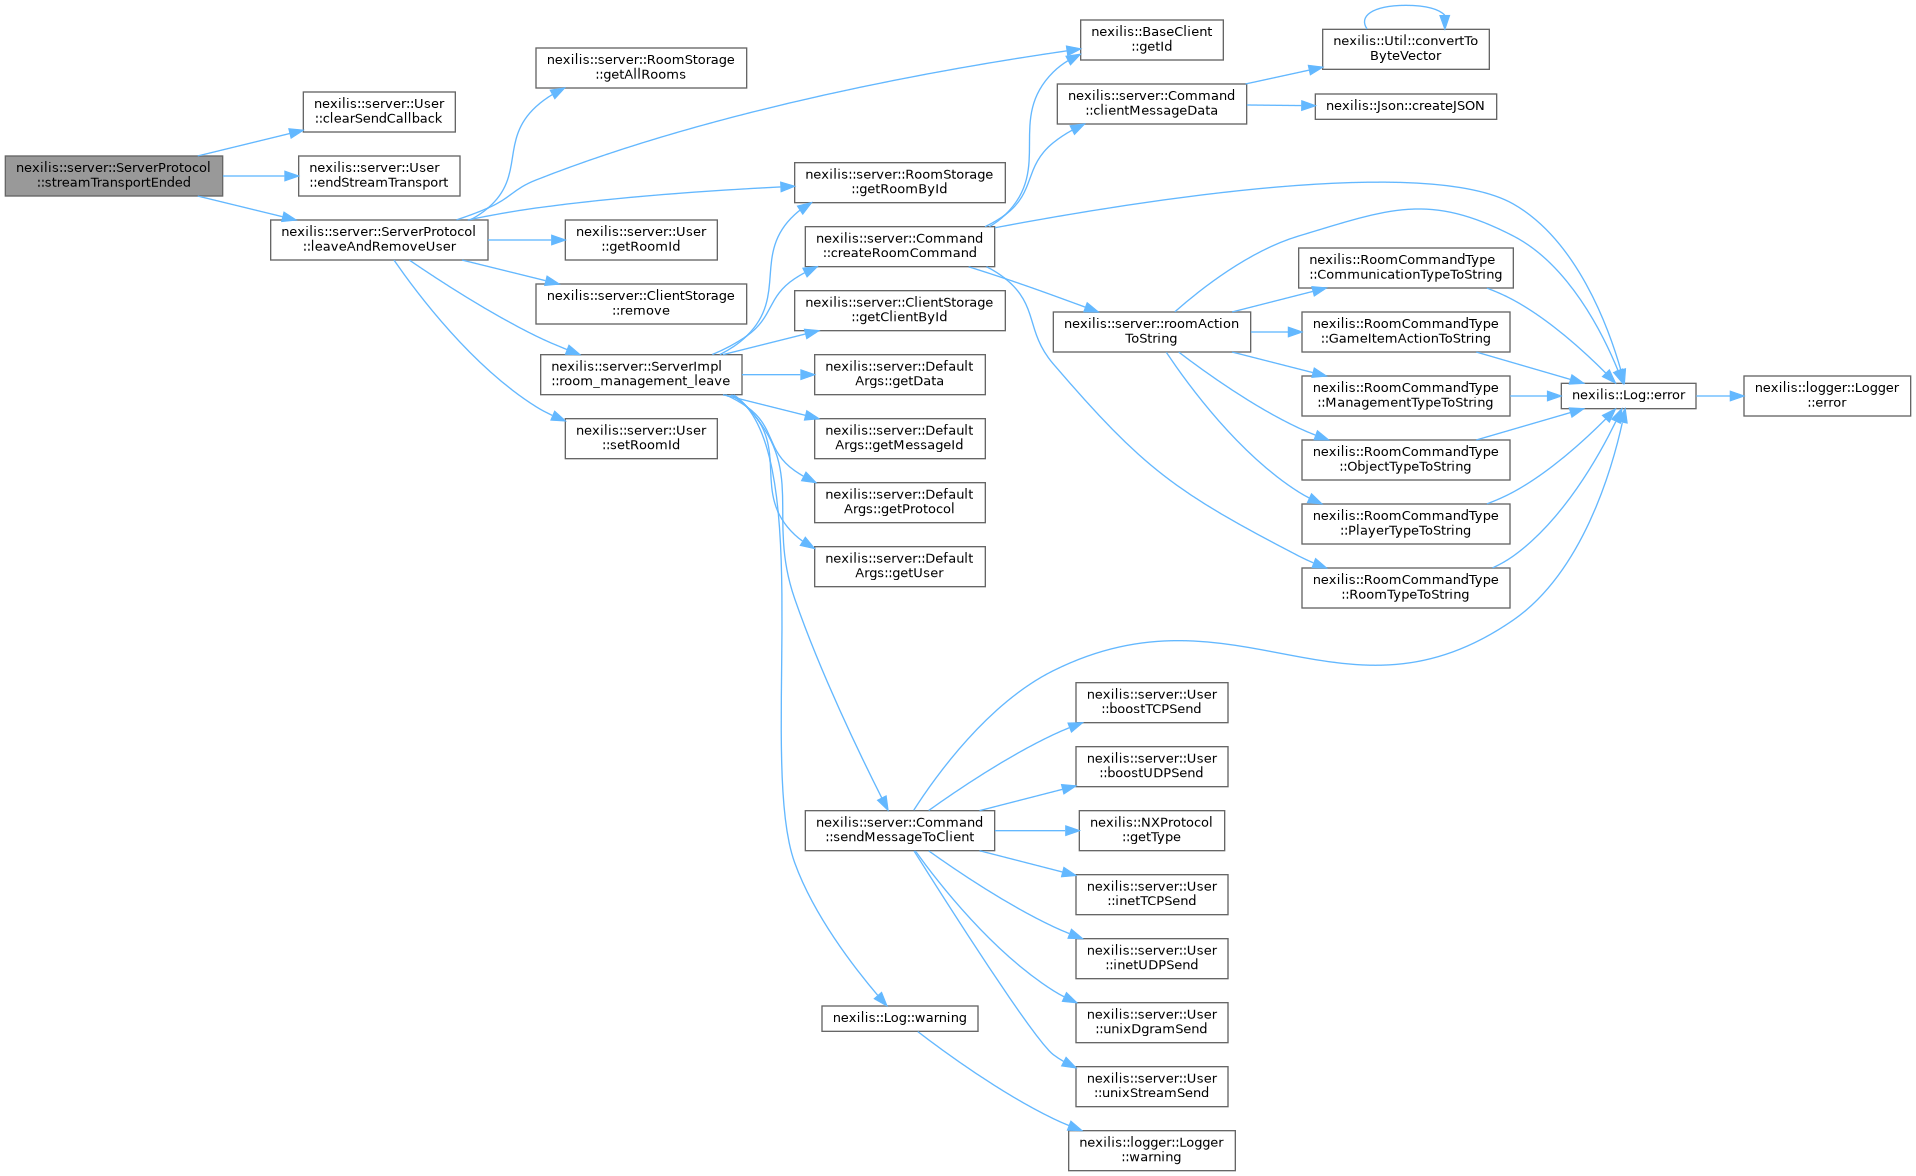 nexilis::server::ServerProtocol
::streamTransportEnded
nexilis::server::User
::clearSendCallback
nexilis::server::User
::endStreamTransport
nexilis::server::ServerProtocol
::leaveAndRemoveUser
nexilis::server::RoomStorage
::getAllRooms
nexilis::server::User
::getRoomId
nexilis::server::ClientStorage
::remove
nexilis::server::ServerImpl
::room_management_leave
nexilis::server::User
::setRoomId
nexilis::server::RoomStorage
::getRoomById
nexilis::server::Command
::createRoomCommand
nexilis::server::ClientStorage
::getClientById
nexilis::server::Default
Args::getData
nexilis::server::Default
Args::getMessageId
nexilis::server::Default
Args::getProtocol
nexilis::server::Default
Args::getUser
nexilis::server::Command
::sendMessageToClient
nexilis::Log::warning
nexilis::BaseClient
::getId
nexilis::server::Command
::clientMessageData
nexilis::server::roomAction
ToString
nexilis::server::User
::boostTCPSend
nexilis::server::User
::boostUDPSend
nexilis::NXProtocol
::getType
nexilis::server::User
::inetTCPSend
nexilis::server::User
::inetUDPSend
nexilis::server::User
::unixDgramSend
nexilis::server::User
::unixStreamSend
nexilis::logger::Logger
::warning
nexilis::Util::convertTo
ByteVector
nexilis::Json::createJSON
nexilis::RoomCommandType
::CommunicationTypeToString
nexilis::RoomCommandType
::GameItemActionToString
nexilis::RoomCommandType
::ManagementTypeToString
nexilis::RoomCommandType
::ObjectTypeToString
nexilis::RoomCommandType
::PlayerTypeToString
nexilis::RoomCommandType
::RoomTypeToString
nexilis::Log::error
nexilis::logger::Logger
::error